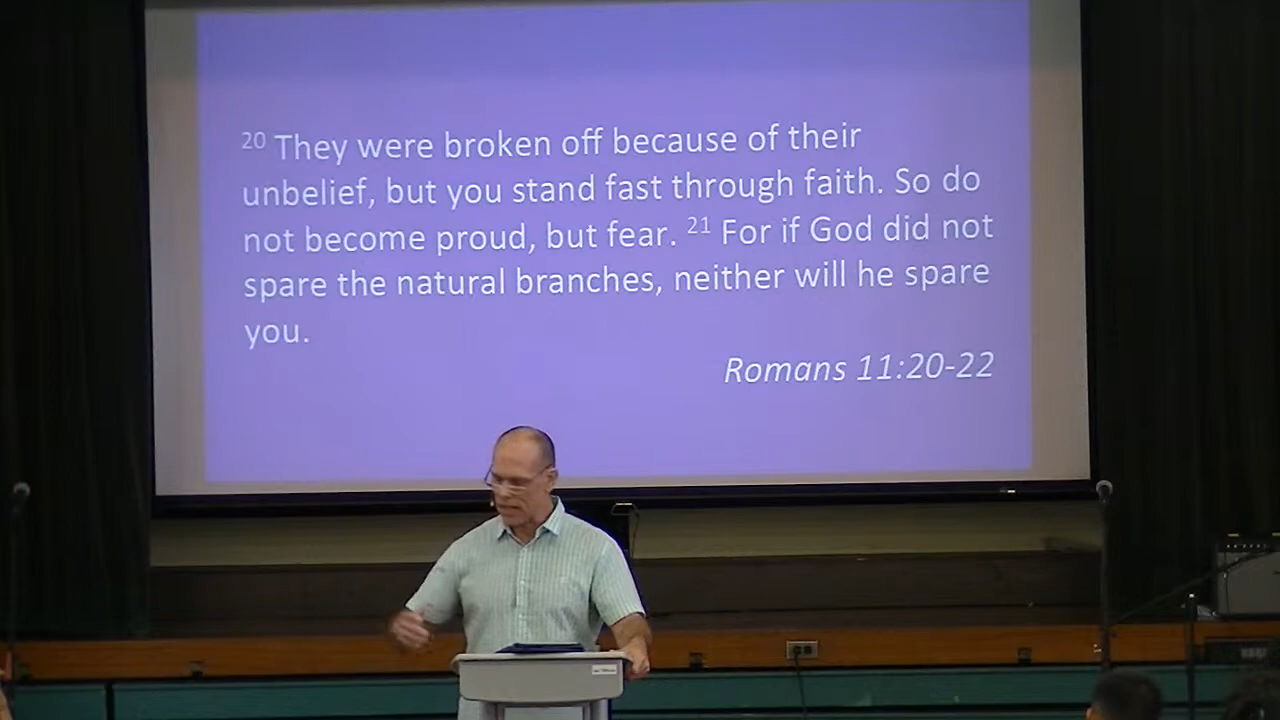 20 They were broken off because of their
unbelief, but you stand fast through faith. So do
not become proud, but fear. 21 For if God did not
spare the natural branches, neither will he spare
you.
Romans 11:20-22